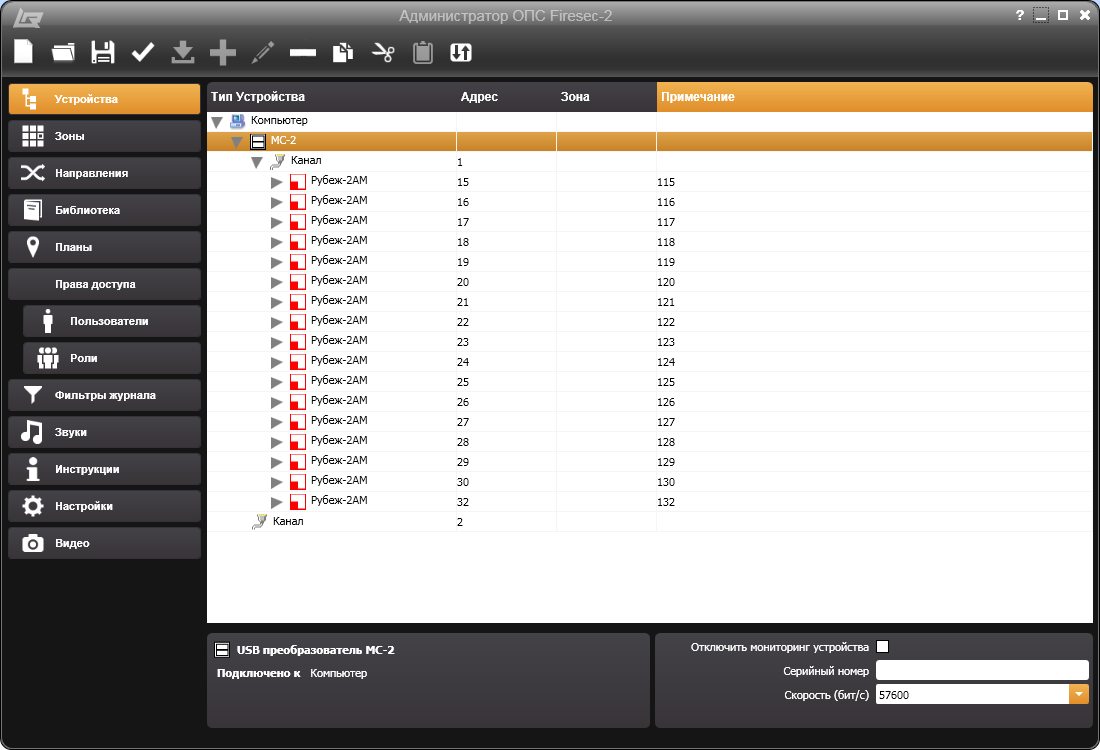 Администратор ОПС Firesec-2
?
Устройства
Зоны
Направления
Библиотека
Планы
Права доступа
Пользователи
Роли
Фильтры журнала
Звуки
Инструкции
Настройки
Видео
Тип Устройства Адрес Зона Примечание
Компьютер
МС-2
Канал 1
Рубеж-2АМ 15 115
Рубеж-2АМ 16 116
Рубеж-2АМ 17 117
Рубеж-2АМ 18 118
Рубеж-2АМ 19 119
Рубеж-2АМ 20 120
Рубеж-2АМ 21 121
Рубеж-2АМ 22 122
Рубеж-2АМ 23 123
Рубеж-2АМ 24 124
Рубеж-2АМ 25 125
Рубеж-2АМ 26 126
Рубеж-2АМ 27 127
Рубеж-2АМ 28 128
Рубеж-2АМ 29 129
Рубеж-2АМ 30 130
Рубеж-2АМ 32 132
Канал 2
USB преобразователь МС-2
Подключено к Компьютер
Отключить мониторинг устройства
Серийный номер
Скорость (бит/с) 57600